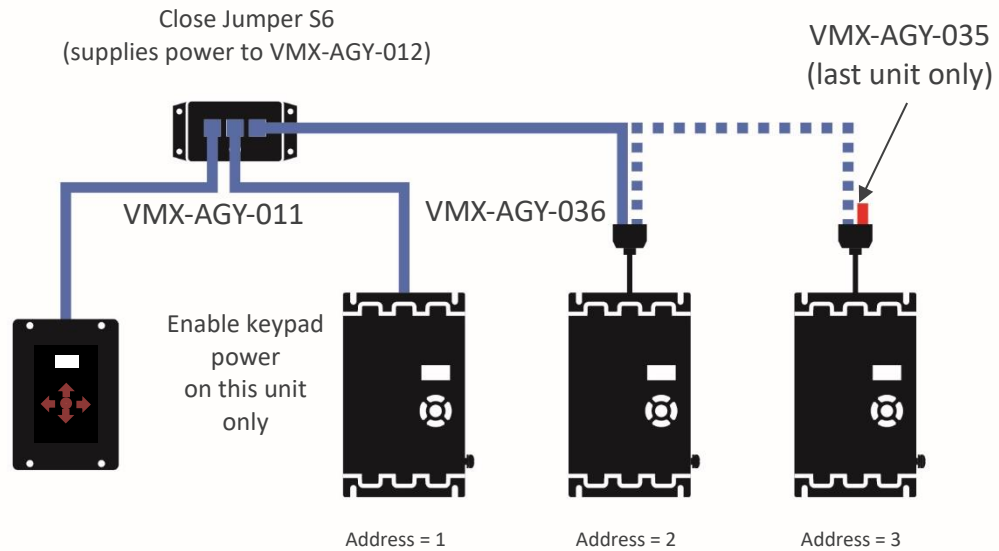 Close Jumper S6
(supplies power to VMX-AGY-012)
VMX-AGY-035
(last unit only)
VMX-AGY-011
VMX-AGY-036
Enable keypad
power
on this unit
only
Address = 1
Address = 2
Address = 3